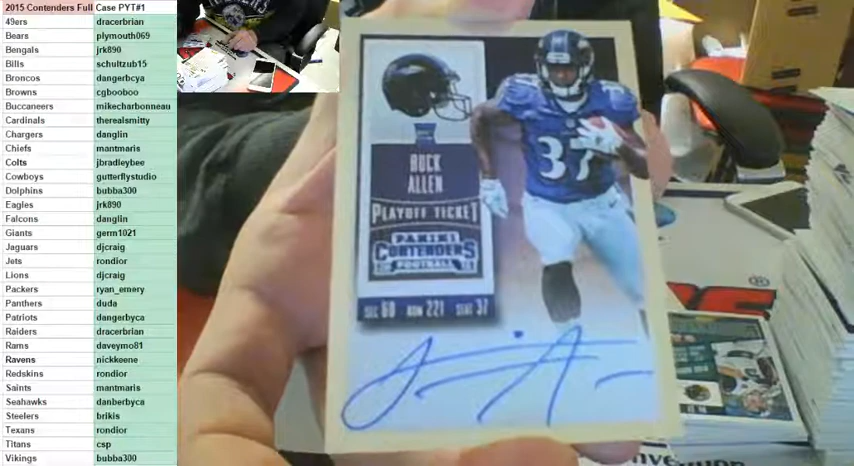 2015 Contenders Full Case PYT#1
49ers dracerbrian
Bears plymouth069
Bengals jrk890
Bills schultzub15
Broncos dangerbcya
Browns cgbooboo
Buccaneers mikecharbonneau
Cardinals therealsmitty
Chargers danglin
Chiefs mantmaris
Colts jbradleybee
Cowboys gutterflystudio
Dolphins bubba300
Eagles jrk890
Falcons danglin
Giants germ1021
Jaguars djcraig
Jets rondior
Lions djcraig
Packers ryan_emery
Panthers duda
Patriots dangerbyca
Raiders dracerbrian
Rams daveymo81
Ravens nickkeene
Redskins rondior
Saints mantmaris
Seahawks danberbyca
Steelers brikis
Texans rondior
Titans csp
Vikings bubba300
BUCK
ALLEN
PLAYOFF TICKET
PANINI
CONTENDERS
FOOTBALL
SEC 60 ROW 221 SEAT 37
37